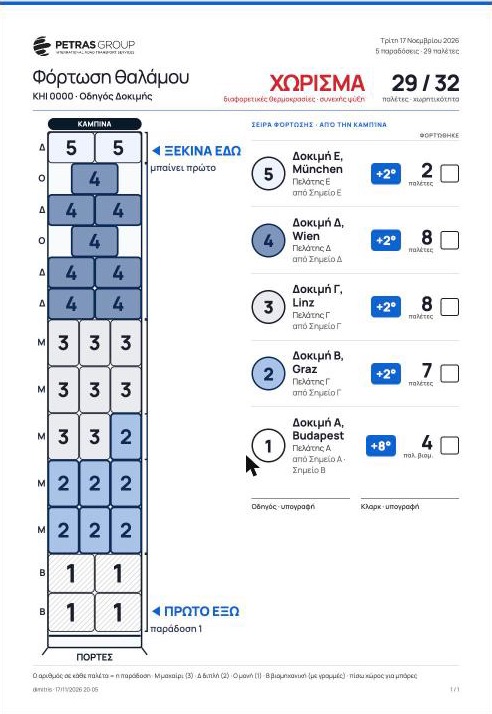 PETRAS GROUP
INTERNATIONAL ROAD TRANSPORT SERVICES
Τρίτη 17 Νοεμβρίου 2026
5 παραδόσεις · 29 παλέτες
Φόρτωση θαλάμου
ΚΗΙ 0000 · Οδηγός Δοκιμής
ΧΩΡΙΣΜΑ
διαφορετικές θερμοκρασίες · συνεχής ψύξη
29 / 32
παλέτες · χωρητικότητα
ΚΑΜΠΙΝΑ
Δ 5 5
◀ ΞΕΚΙΝΑ ΕΔΩ
μπαίνει πρώτο
Ο 4
Δ 4 4
Ο 4
Δ 4 4
Δ 4 4
Μ 3 3 3
Μ 3 3 3
Μ 3 3 2
Μ 2 2 2
Μ 2 2 2
Β 1 1
Β 1 1
◀ ΠΡΩΤΟ ΕΞΩ
παράδοση 1
ΠΟΡΤΕΣ
ΣΕΙΡΑ ΦΟΡΤΩΣΗΣ · ΑΠΟ ΤΗΝ ΚΑΜΠΙΝΑ
ΦΟΡΤΩΘΗΚΕ
5
Δοκιμή Ε,
München
Πελάτης Ε
από Σημείο Ε
+2°
2
παλέτες
4
Δοκιμή Δ,
Wien
Πελάτης Δ
από Σημείο Δ
+2°
8
παλέτες
3
Δοκιμή Γ,
Linz
Πελάτης Γ
από Σημείο Γ
+2°
8
παλέτες
2
Δοκιμή Β,
Graz
Πελάτης Γ
από Σημείο Γ
+2°
7
παλέτες
1
Δοκιμή Α,
Budapest
Πελάτης Α
από Σημείο Α ·
Σημείο Β
+8°
4
παλ. βιομ.
Οδηγός · υπογραφή
Κλαρκ · υπογραφή
Ο αριθμός σε κάθε παλέτα = η παράδοση · Μ μαχαίρι (3) · Δ διπλή (2) · Ο μονή (1) · Β βιομηχανική (με γραμμές) · πίσω χώρος για μπάρες
dimitris · 17/11/2026 20:05
1 / 1